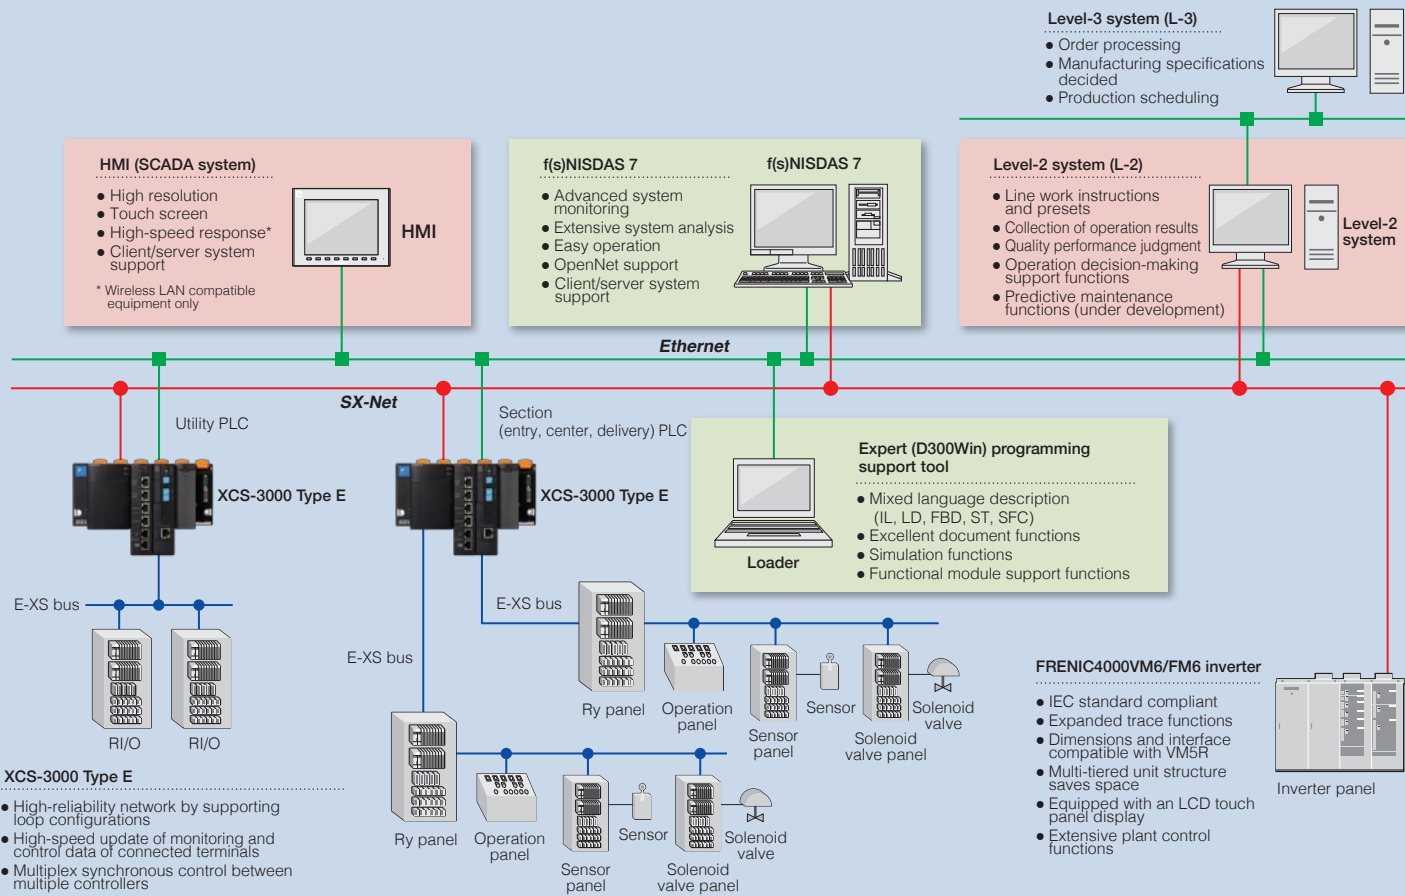 Level-3 system (L-3)
● Order processing
● Manufacturing specifications
decided
● Production scheduling
HMI (SCADA system)
● High resolution
● Touch screen
● High-speed response*
● Client/server system
support
* Wireless LAN compatible
equipment only
HMI
f(s)NISDAS 7
● Advanced system
monitoring
● Extensive system analysis
● Easy operation
● OpenNet support
● Client/server system
support
f(s)NISDAS 7
Level-2 system (L-2)
● Line work instructions
and presets
● Collection of operation results
● Quality performance judgment
● Operation decision-making
support functions
● Predictive maintenance
functions (under development)
Level-2
system
Ethernet
SX-Net
Utility PLC
XCS-3000 Type E
Section
(entry, center, delivery) PLC
XCS-3000 Type E
Loader
Expert (D300Win) programming
support tool
● Mixed language description
(IL, LD, FBD, ST, SFC)
● Excellent document functions
● Simulation functions
● Functional module support functions
E-XS bus
RI/O
RI/O
E-XS bus
E-XS bus
Ry panel
Operation
panel
Sensor
panel
Sensor
Solenoid
valve panel
Solenoid
valve
Ry panel
Operation
panel
Sensor
panel
Sensor
Solenoid
valve panel
Solenoid
valve
XCS-3000 Type E
● High-reliability network by supporting
loop configurations
● High-speed update of monitoring and
control data of connected terminals
● Multiplex synchronous control between
multiple controllers
FRENIC4000VM6/FM6 inverter
● IEC standard compliant
● Expanded trace functions
● Dimensions and interface
compatible with VM5R
● Multi-tiered unit structure
saves space
● Equipped with an LCD touch
panel display
● Extensive plant control
functions
Inverter panel